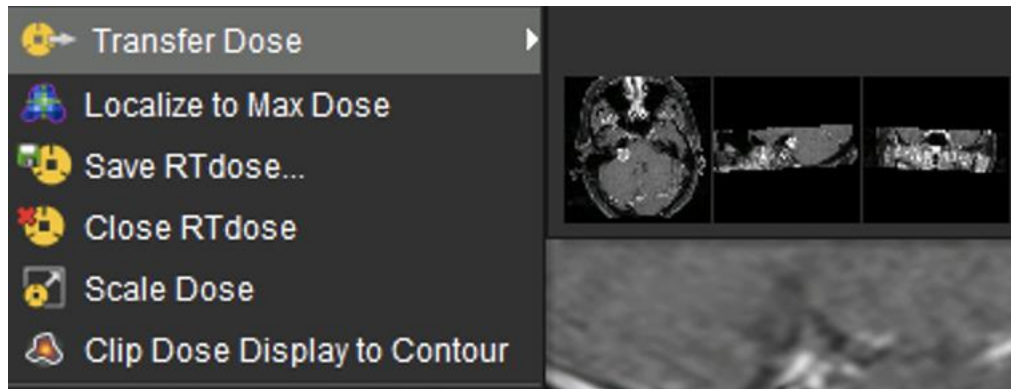 Transfer Dose
Localize to Max Dose
Save RTdose...
Close RTdose
Scale Dose
Clip Dose Display to Contour